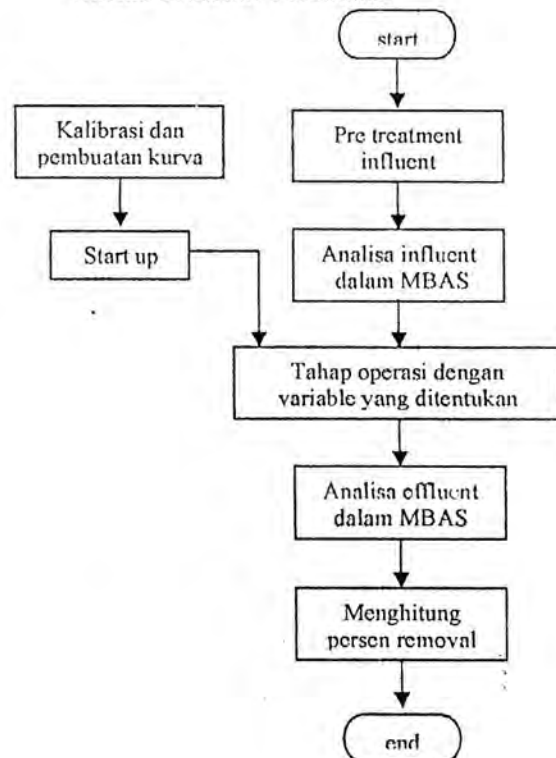 start
Kalibrasi dan
pembuatan kurva
Pre treatment
influent
Start up
Analisa influent
dalam MBAS
Tahap operasi dengan
variable yang ditentukan
Analisa effluent
dalam MBAS
Menghitung
persen removal
end